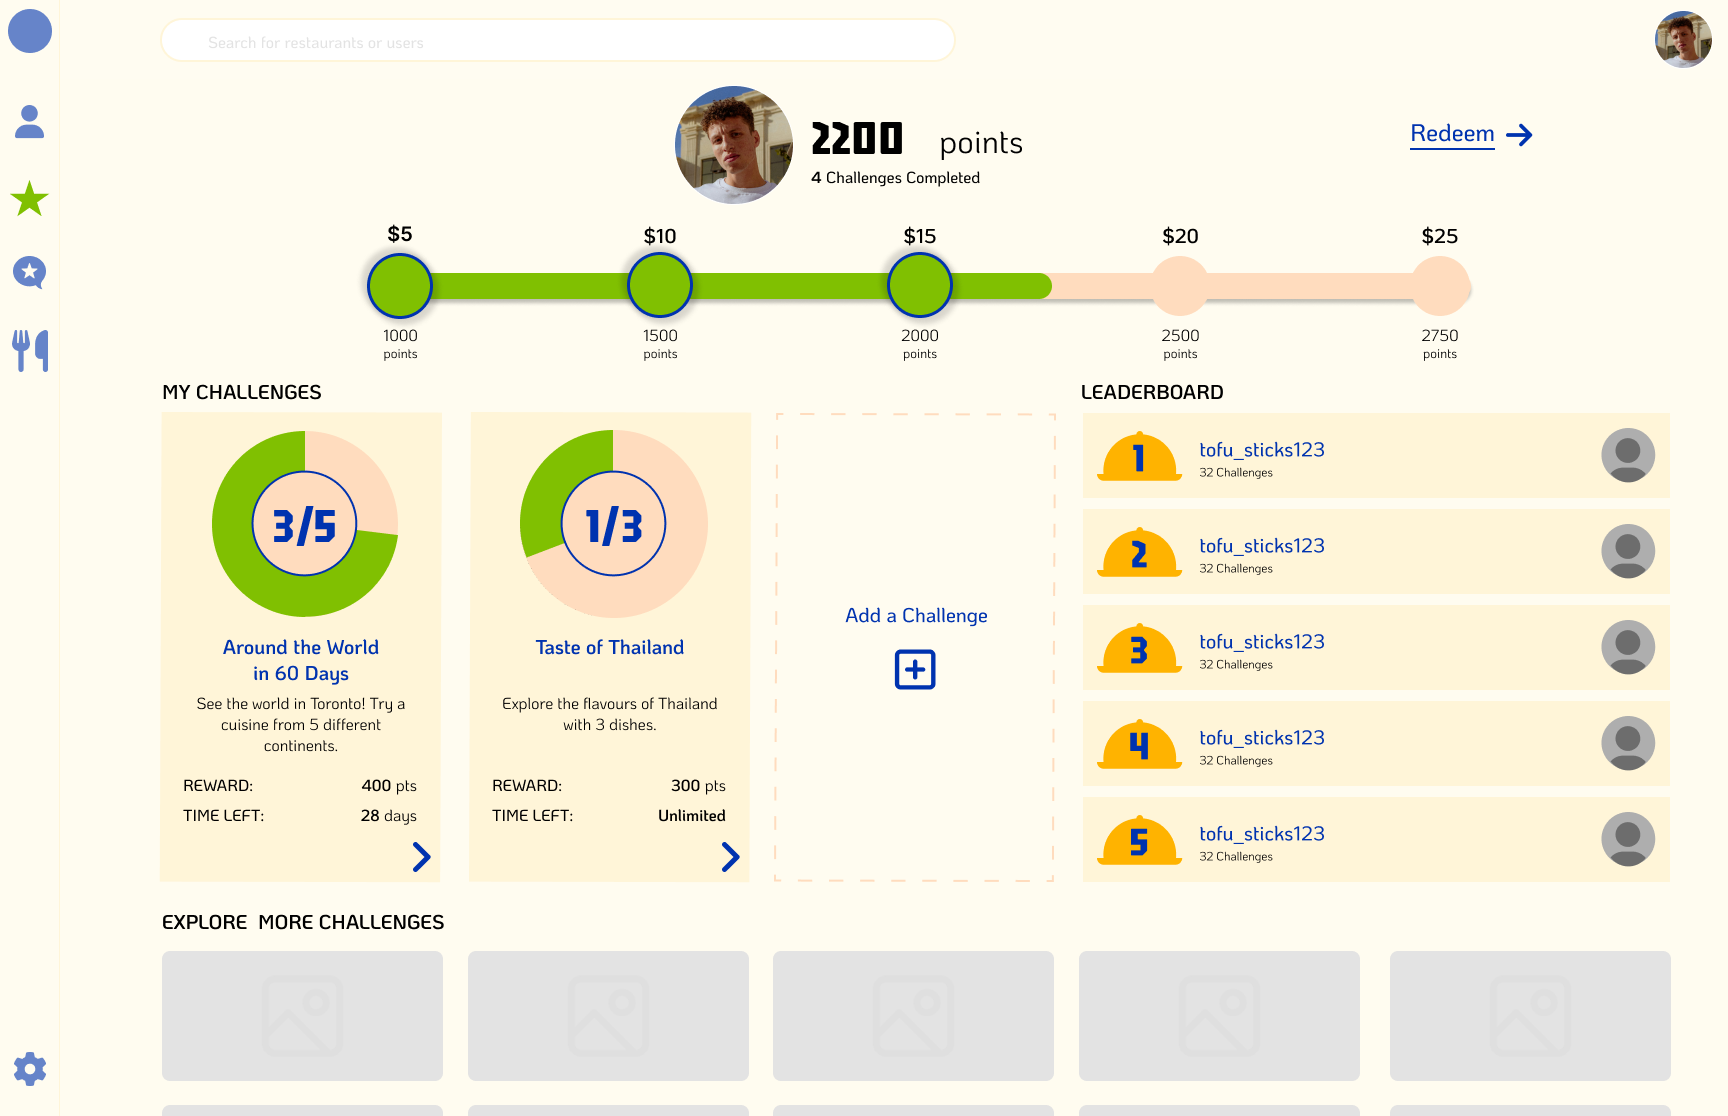 Search for restaurants or users
2200 points
4 Challenges Completed
Redeem
$5
$10
$15
$20
$25
1000
points
1500
points
2000
points
2500
points
2750
points
MY CHALLENGES
3/5
Around the World
in 60 Days
See the world in Toronto! Try a
cuisine from 5 different
continents.
REWARD: 400 pts
TIME LEFT: 28 days
1/3
Taste of Thailand
Explore the flavours of Thailand
with 3 dishes.
REWARD: 300 pts
TIME LEFT: Unlimited
Add a Challenge
LEADERBOARD
1
tofu_sticks123
32 Challenges
2
tofu_sticks123
32 Challenges
3
tofu_sticks123
32 Challenges
4
tofu_sticks123
32 Challenges
5
tofu_sticks123
32 Challenges
EXPLORE MORE CHALLENGES